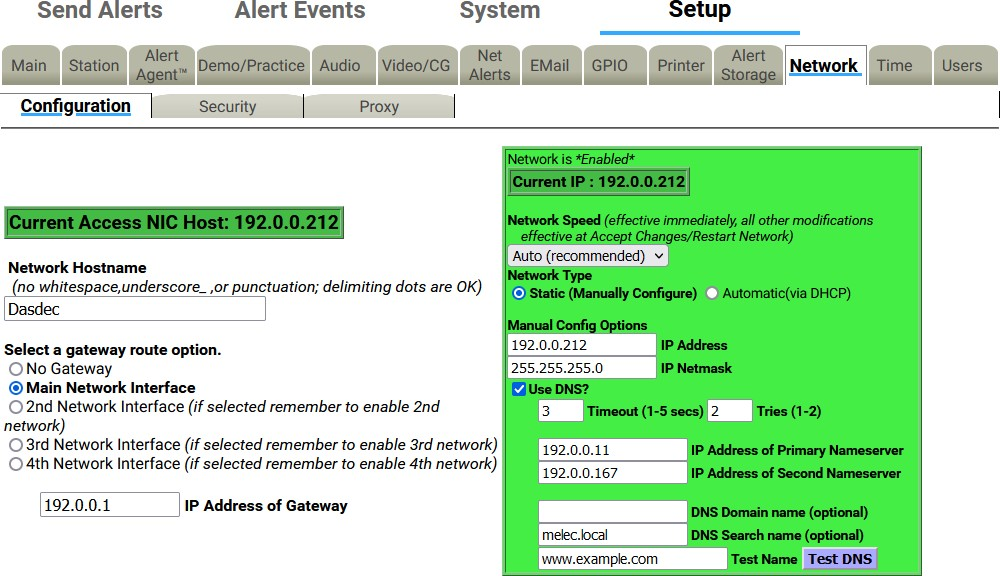 Send Alerts Alert Events System Setup
Main Station Alert Agent™ Demo/Practice Audio Video/CG Net Alerts EMail GPIO Printer Alert Storage Network Time Users
Configuration Security Proxy
Current Access NIC Host: 192.0.0.212
Network Hostname
(no whitespace,underscore_ ,or punctuation; delimiting dots are OK)
Dasdec
Select a gateway route option.
No Gateway
Main Network Interface
2nd Network Interface (if selected remember to enable 2nd
network)
3rd Network Interface (if selected remember to enable 3rd network)
4th Network Interface (if selected remember to enable 4th network)
192.0.0.1 IP Address of Gateway
Network is *Enabled*
Current IP : 192.0.0.212
Network Speed (effective immediately, all other modifications
effective at Accept Changes/Restart Network)
Auto (recommended)
Network Type
Static (Manually Configure) Automatic(via DHCP)
Manual Config Options
192.0.0.212 IP Address
255.255.255.0 IP Netmask
Use DNS?
3 Timeout (1-5 secs) 2 Tries (1-2)
192.0.0.11 IP Address of Primary Nameserver
192.0.0.167 IP Address of Second Nameserver
DNS Domain name (optional)
melec.local DNS Search name (optional)
www.example.com Test Name Test DNS